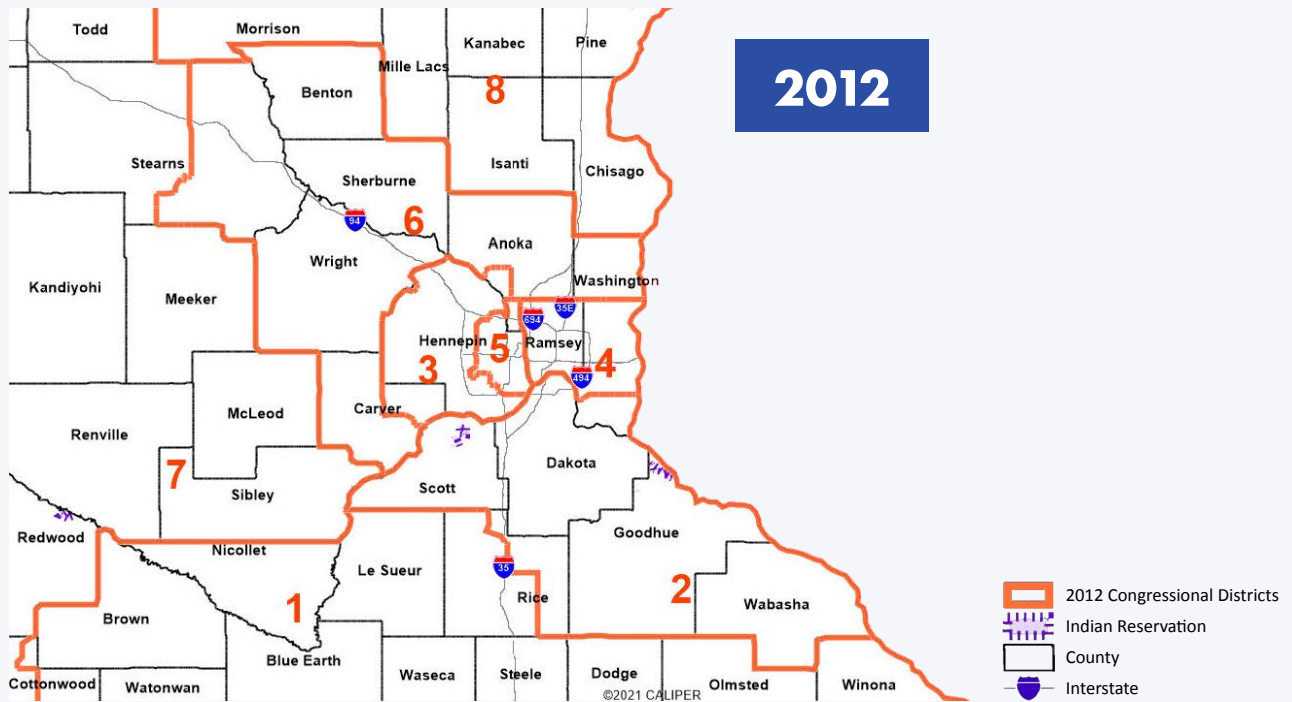 2012
Todd
Morrison
Mille Lacs
Kanabec
Pine
Benton
8
Stearns
Isanti
Chisago
Sherburne
94
6
Anoka
Wright
Washington
Kandiyohi
Meeker
694
35E
Hennepin
5
Ramsey
3
4
494
McLeod
Carver
Renville
7
Dakota
Sibley
Scott
Redwood
Nicollet
Goodhue
Le Sueur
35
Rice
2
1
Brown
Wabasha
Blue Earth
Cottonwood
Watonwan
Waseca
Steele
Dodge
Olmsted
Winona
©2021 CALIPER
2012 Congressional Districts
Indian Reservation
County
Interstate